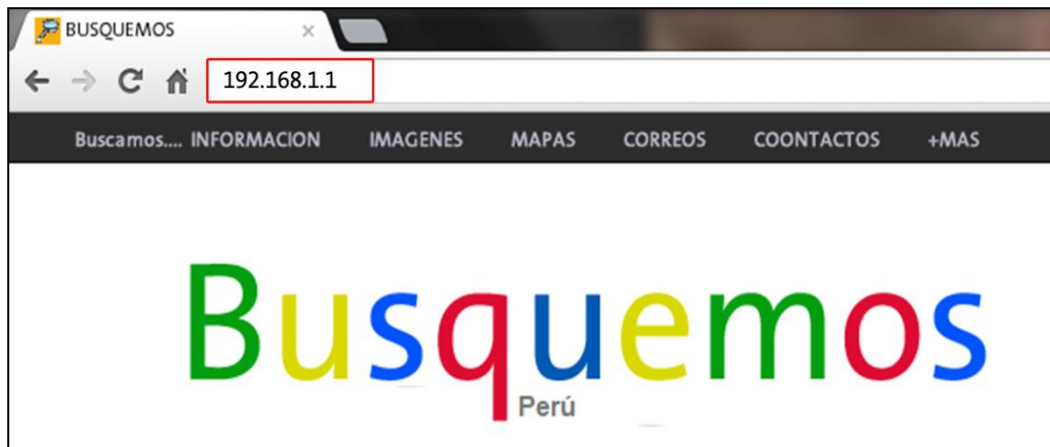 BUSQUEMOS
192.168.1.1
Buscamos.... INFORMACION IMAGENES MAPAS CORREOS COONTACTOS +MAS
Busquemos
Perú